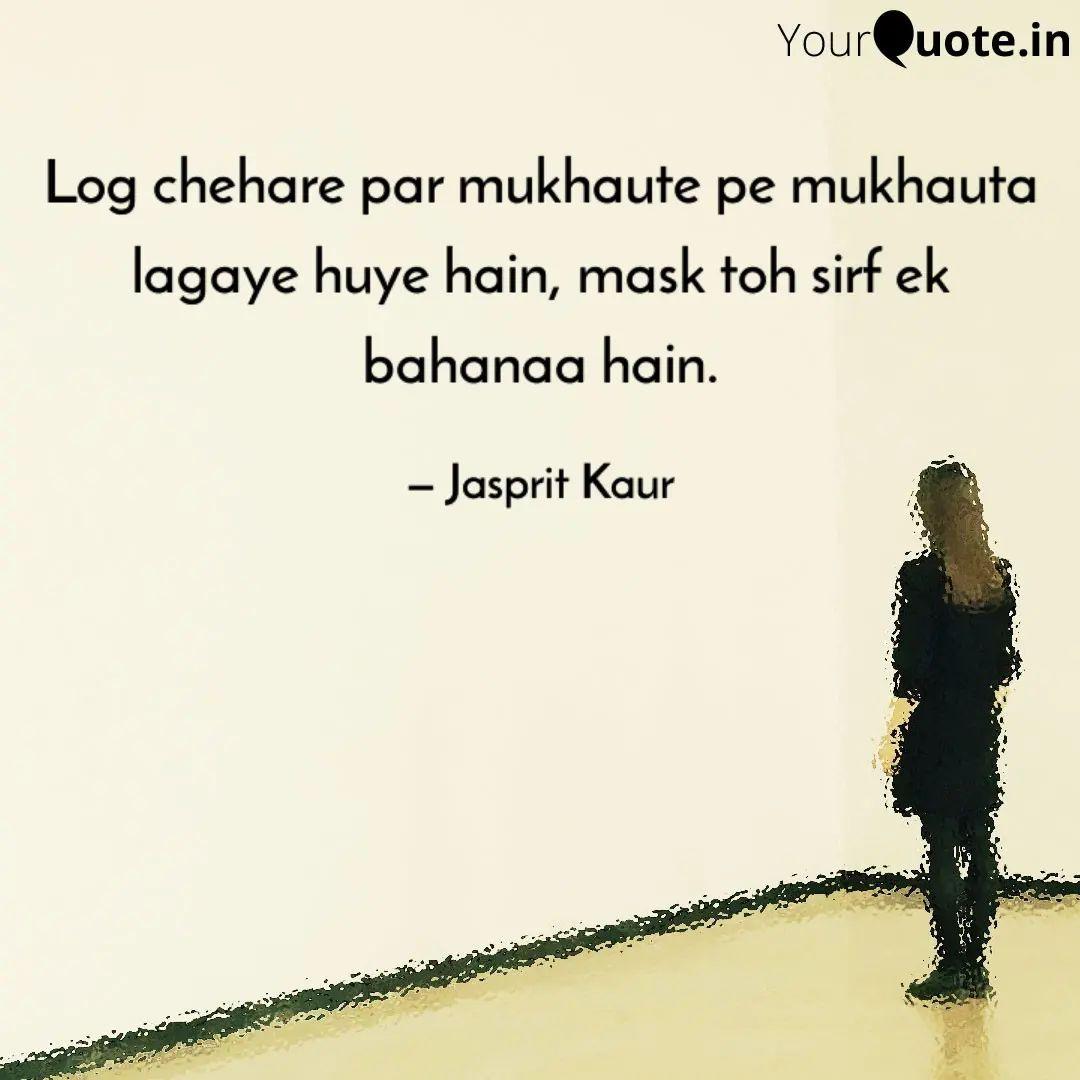 YourQuote.in
Log chehare par mukhaute pe mukhauta
lagaye huye hain, mask toh sirf ek
bahanaa hain.
– Jasprit Kaur